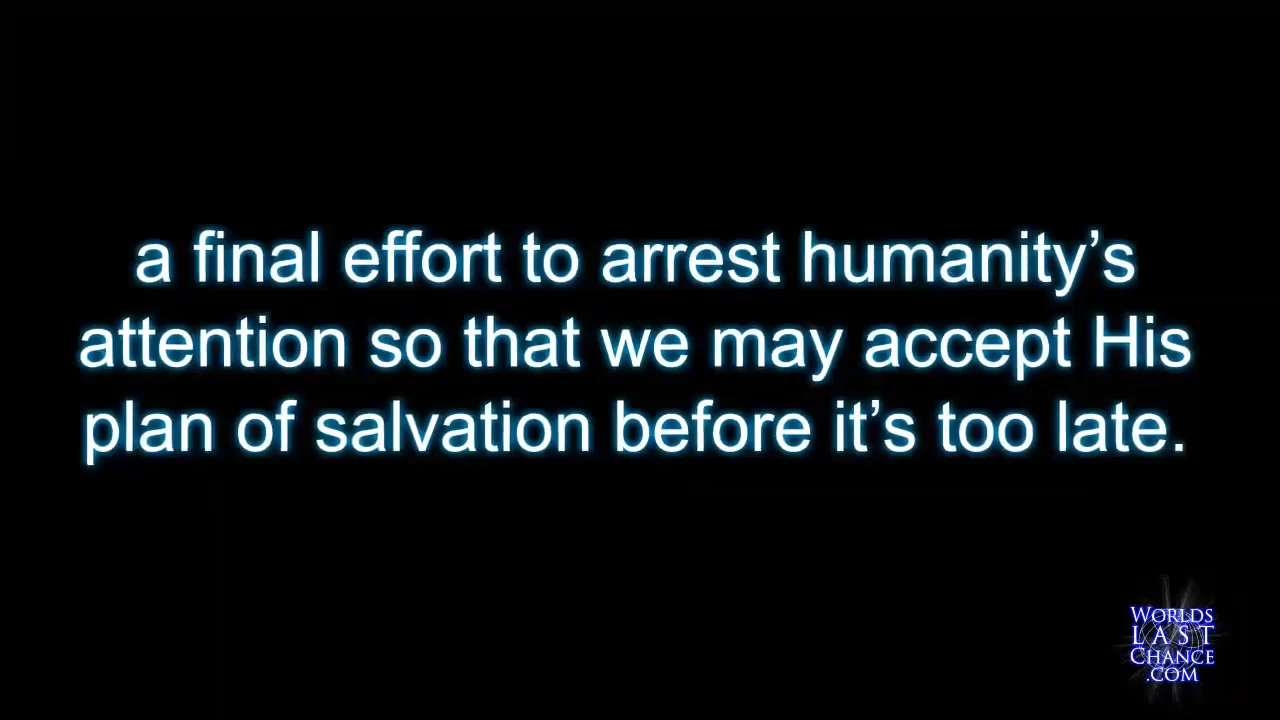 a final effort to arrest humanity’s
attention so that we may accept His
plan of salvation before it’s too late.
WORLDS
LAST
CHANCE
.COM